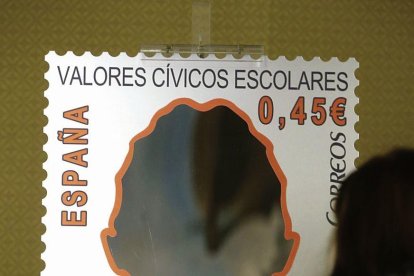 VALORES CÍVICOS ESCOLARES
0,45€
ESPAÑA
CORREOS